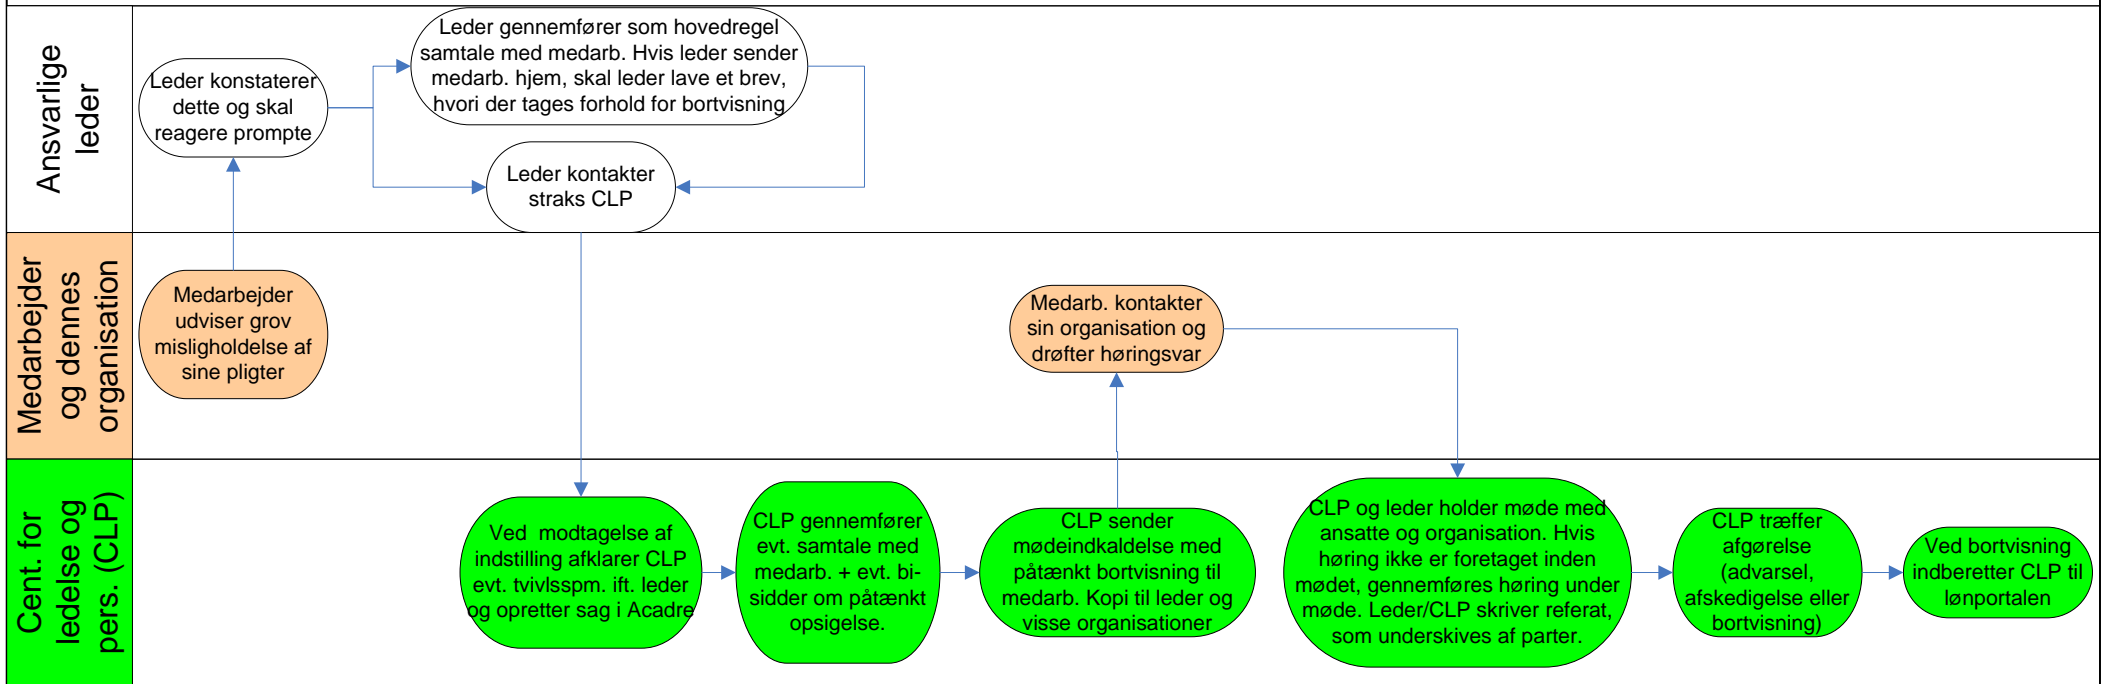 Ansvarlige
leder
Leder konstaterer
dette og skal
reagere prompte
Leder gennemfører som hovedregel
samtale med medarb. Hvis leder sender
medarb. hjem, skal leder lave et brev,
hvori der tages forhold for bortvisning
Leder kontakter
straks CLP
Medarbejder
og dennes
organisation
Medarbejder
udviser grov
misligholdelse af
sine pligter
Medarb. kontakter
sin organisation og
drøfter høringsvar
Cent. for
ledelse og
pers. (CLP)
Ved  modtagelse af
indstilling afklarer CLP
evt. tvivlsspm. ift. leder
og opretter sag i Acadre
CLP gennemfører
evt. samtale med
medarb. + evt. bi-
sidder om påtænkt
opsigelse.
CLP sender
mødeindkaldelse med
påtænkt bortvisning til
medarb. Kopi til leder og
visse organisationer
CLP og leder holder møde med
ansatte og organisation. Hvis
høring ikke er foretaget inden
mødet, gennemføres høring under
møde. Leder/CLP skriver referat,
som underskives af parter.
CLP træffer
afgørelse
(advarsel,
afskedigelse eller
bortvisning)
Ved bortvisning
indberetter CLP til
lønportalen